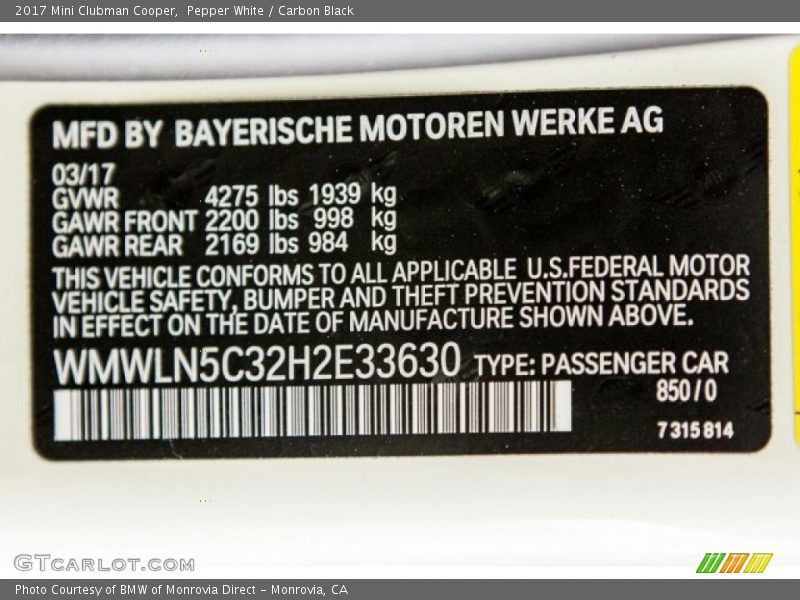 2017 Mini Clubman Cooper, Pepper White / Carbon Black
MFD BY BAYERISCHE MOTOREN WERKE AG
03/17
GVWR 4275 lbs 1939 kg
GAWR FRONT 2200 lbs 998 kg
GAWR REAR 2169 lbs 984 kg
THIS VEHICLE CONFORMS TO ALL APPLICABLE U.S.FEDERAL MOTOR
VEHICLE SAFETY, BUMPER AND THEFT PREVENTION STANDARDS
IN EFFECT ON THE DATE OF MANUFACTURE SHOWN ABOVE.
WMWLN5C32H2E33630 TYPE: PASSENGER CAR
850/0
7 315 814
GTCARLOT.COM
Photo Courtesy of BMW of Monrovia Direct - Monrovia, CA